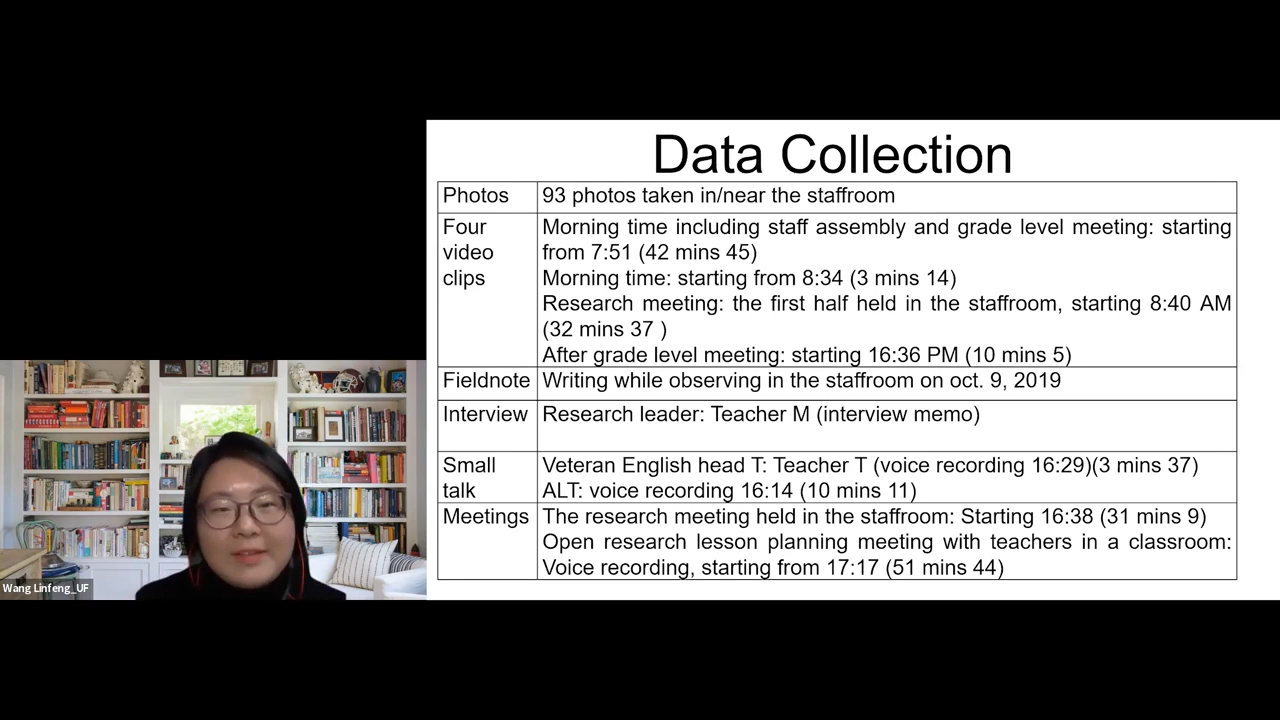 Data Collection
Photos
93 photos taken in/near the staffroom
Four
video
clips
Morning time including staff assembly and grade level meeting: starting
from 7:51 (42 mins 45)
Morning time: starting from 8:34 (3 mins 14)
Research meeting: the first half held in the staffroom, starting 8:40 AM
(32 mins 37 )
After grade level meeting: starting 16:36 PM (10 mins 5)
Fieldnote
Writing while observing in the staffroom on oct. 9, 2019
Interview
Research leader: Teacher M (interview memo)
Small
talk
Veteran English head T: Teacher T (voice recording 16:29)(3 mins 37)
ALT: voice recording 16:14 (10 mins 11)
Meetings
The research meeting held in the staffroom: Starting 16:38 (31 mins 9)
Open research lesson planning meeting with teachers in a classroom:
Voice recording, starting from 17:17 (51 mins 44)
Wang Linfeng_UF